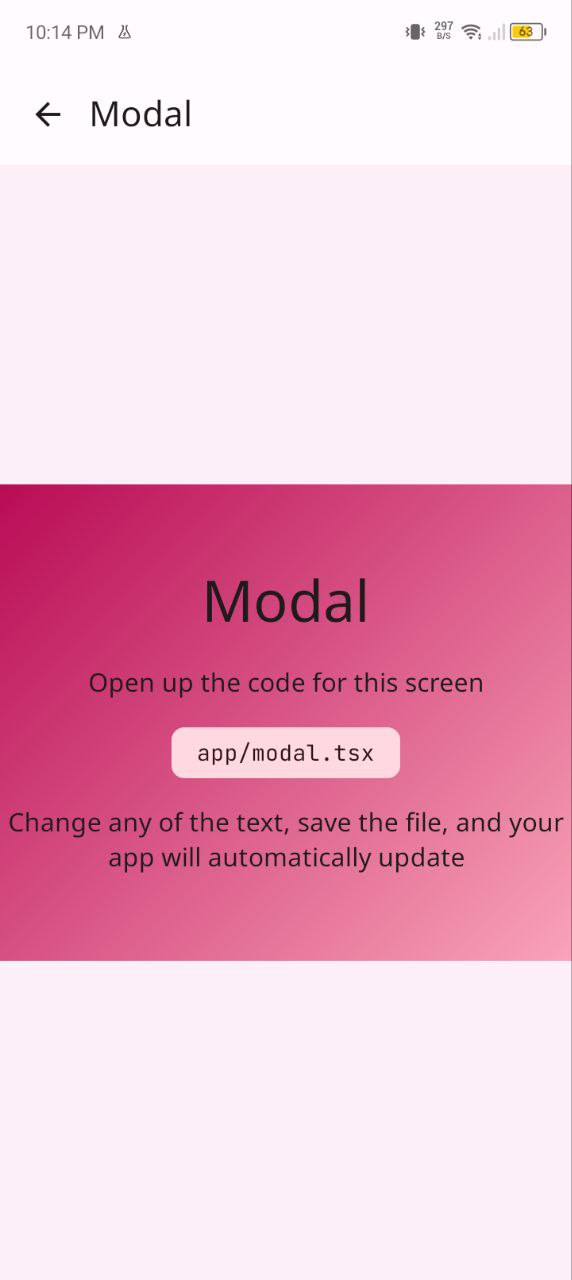 10:14 PM
297
B/S
63
Modal
Modal
Open up the code for this screen
app/modal.tsx
Change any of the text, save the file, and your
app will automatically update